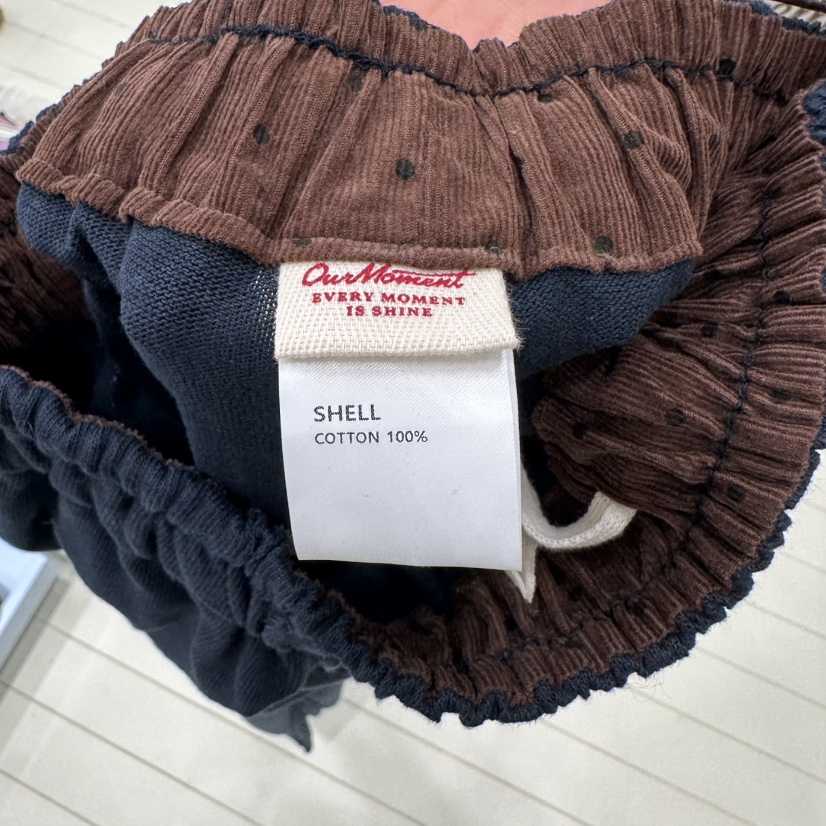 OurMoment
EVERY MOMENT
IS SHINE
SHELL
COTTON 100%